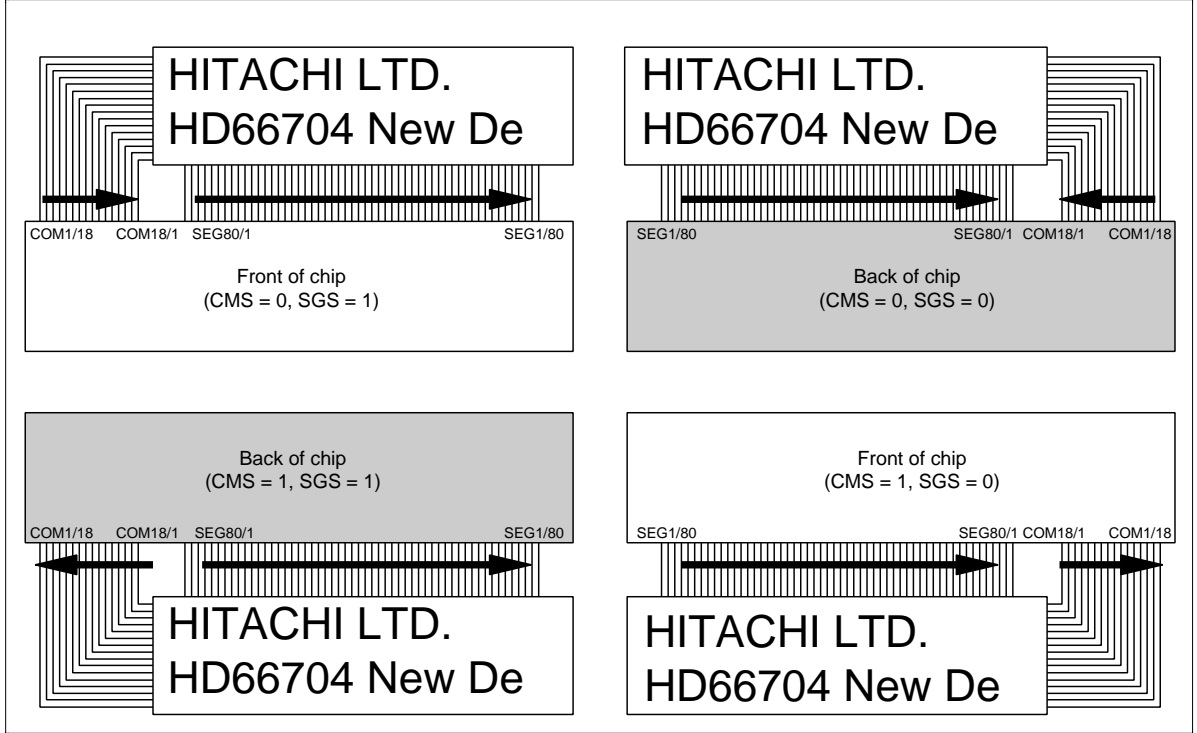 HITACHI LTD.
HD66704 New De
COM1/18 COM18/1 SEG80/1 SEG1/80
Front of chip
(CMS = 0, SGS = 1)
HITACHI LTD.
HD66704 New De
SEG1/80 SEG80/1 COM18/1 COM1/18
Back of chip
(CMS = 0, SGS = 0)
Back of chip
(CMS = 1, SGS = 1)
COM1/18 COM18/1 SEG80/1 SEG1/80
HITACHI LTD.
HD66704 New De
Front of chip
(CMS = 1, SGS = 0)
SEG1/80 SEG80/1 COM18/1 COM1/18
HITACHI LTD.
HD66704 New De